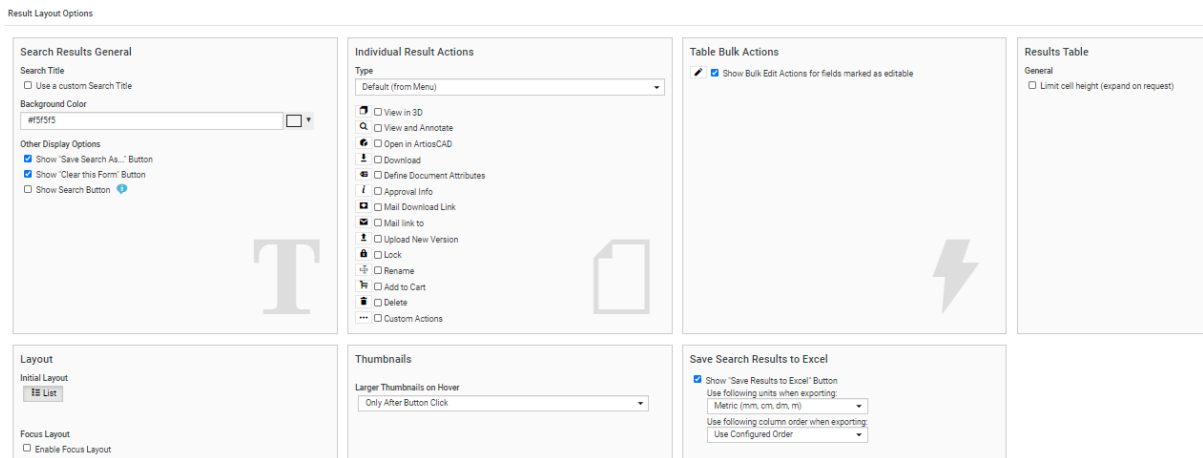 Result Layout Options
Search Results General
Search Title
Use a custom Search Title
Background Color
#f5f5f5
Other Display Options
Show "Save Search As..." Button
Show "Clear this Form" Button
Show Search Button
Individual Result Actions
Type
Default (from Menu)
View in 3D
View and Annotate
Open in ArtiosCAD
Download
Define Document Attributes
Approval Info
Mail Download Link
Mail link to
Upload New Version
Lock
Rename
Add to Cart
Delete
Custom Actions
Table Bulk Actions
Show Bulk Edit Actions for fields marked as editable
Results Table
General
Limit cell height (expand on request)
Layout
Initial Layout
List
Focus Layout
Enable Focus Layout
Thumbnails
Larger Thumbnails on Hover
Only After Button Click
Save Search Results to Excel
Show "Save Results to Excel" Button
Use following units when exporting:
Metric (mm, cm, dm, m)
Use following column order when exporting:
Use Configured Order